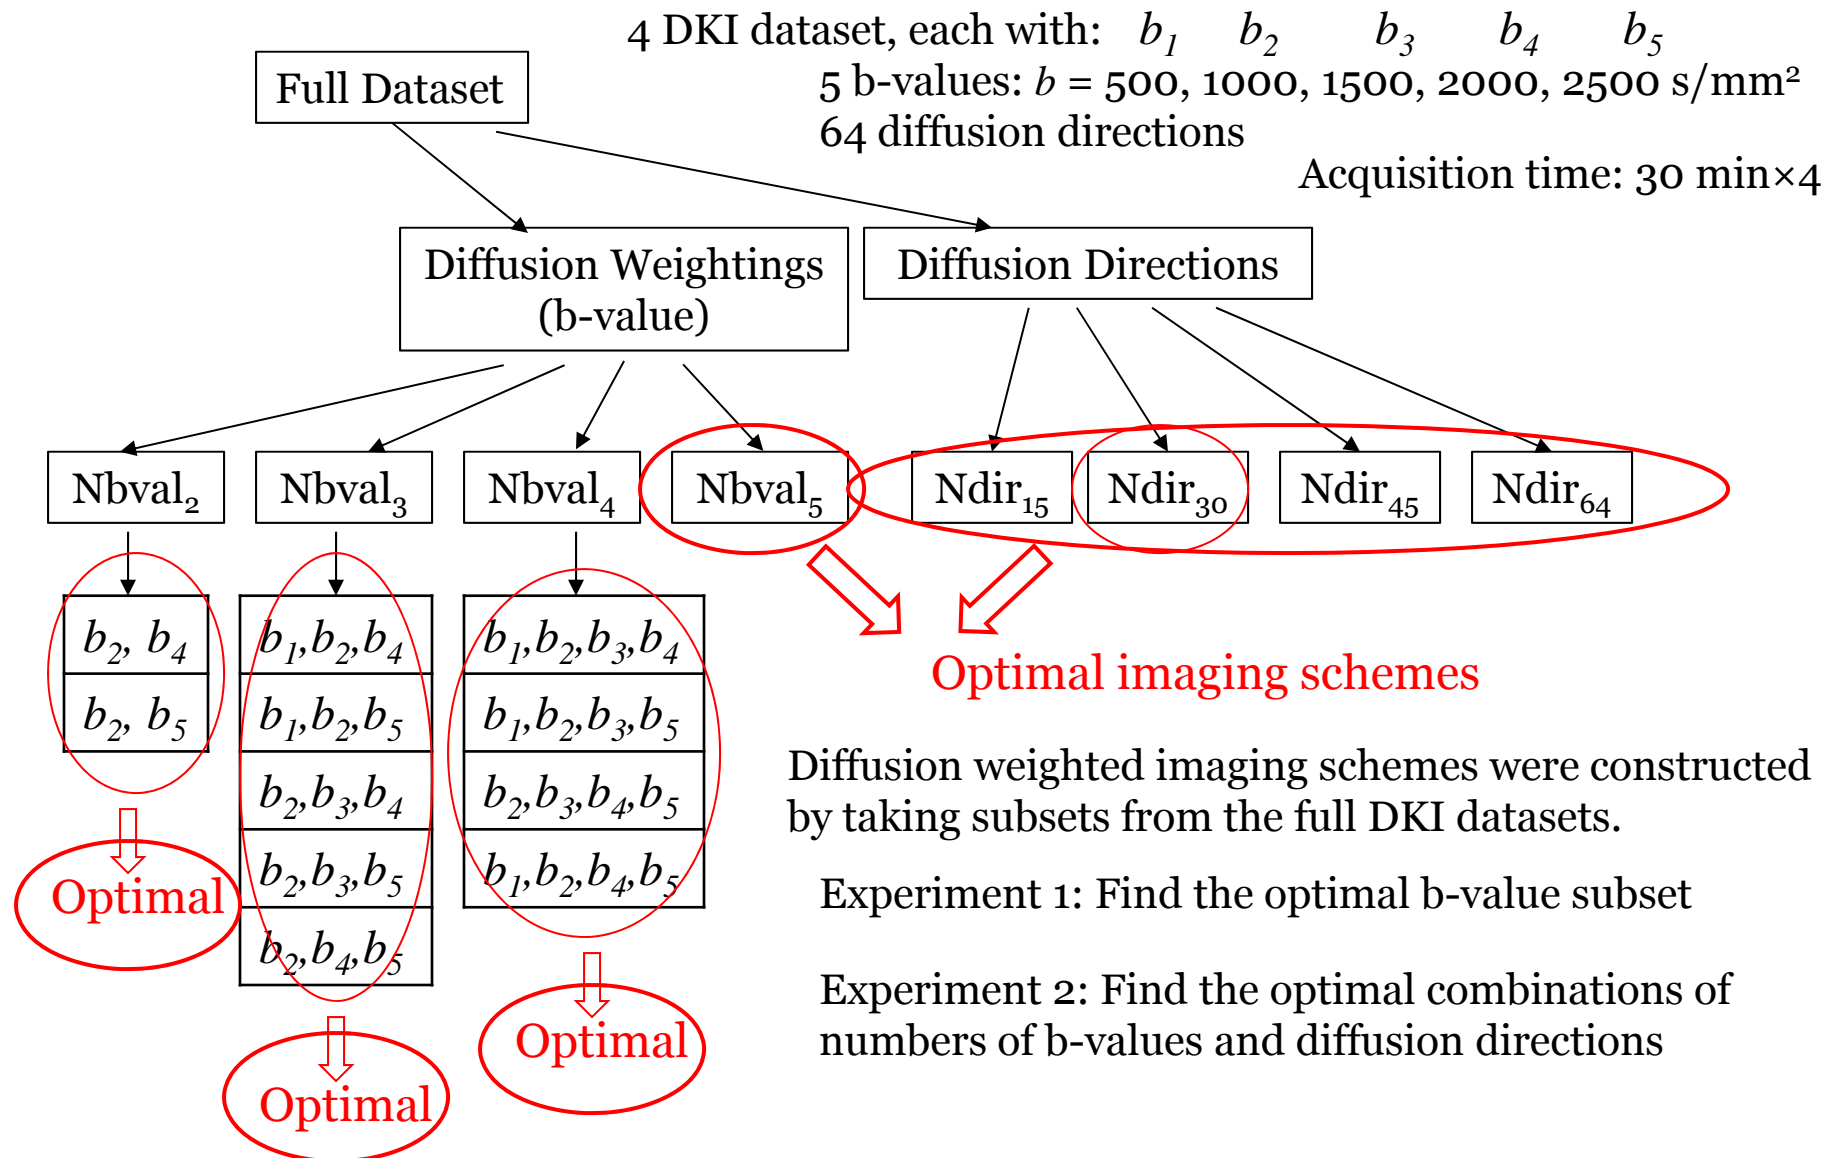 4 DKI dataset, each with: b₁ b₂ b₃ b₄ b₅
Full Dataset
5 b-values: b = 500, 1000, 1500, 2000, 2500 s/mm²
64 diffusion directions
Acquisition time: 30 min×4
Diffusion Weightings
(b-value)
Diffusion Directions
Nbval₂
Nbval₃
Nbval₄
Nbval₅
Ndir₁₅
Ndir₃₀
Ndir₄₅
Ndir₆₄
b₂, b₄
b₂, b₅
Optimal
b₁,b₂,b₄
b₁,b₂,b₅
b₂,b₃,b₄
b₂,b₃,b₅
b₂,b₄,b₅
Optimal
b₁,b₂,b₃,b₄
b₁,b₂,b₃,b₅
b₂,b₃,b₄,b₅
b₁,b₂,b₄,b₅
Optimal
Optimal imaging schemes
Diffusion weighted imaging schemes were constructed
by taking subsets from the full DKI datasets.
Experiment 1: Find the optimal b-value subset
Experiment 2: Find the optimal combinations of
numbers of b-values and diffusion directions